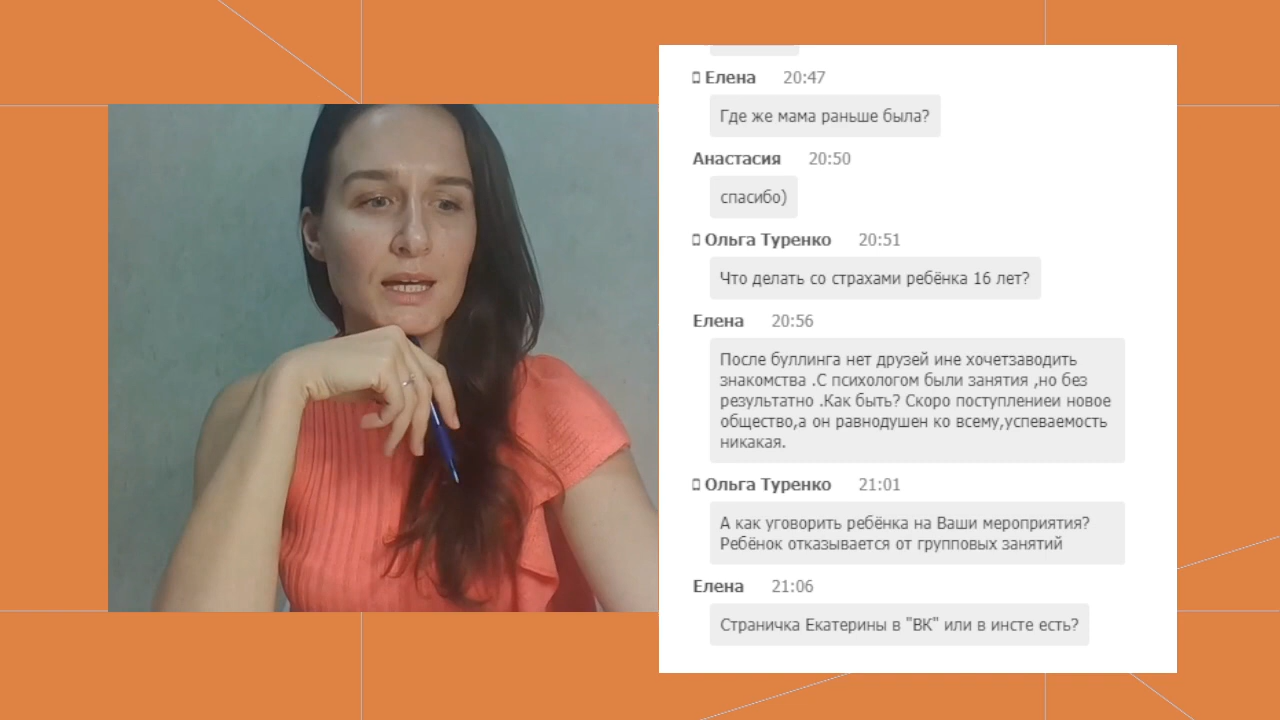 Елена 20:47
Где же мама раньше была?
Анастасия 20:50
спасибо)
Ольга Туренко 20:51
Что делать со страхами ребёнка 16 лет?
Елена 20:56
После буллинга нет друзей ине хочетзаводить
знакомства .С психологом были занятия ,но без
результатно .Как быть? Скоро поступлениеи новое
общество,а он равнодушен ко всему,успеваемость
никакая.
Ольга Туренко 21:01
А как уговорить ребёнка на Ваши мероприятия?
Ребёнок отказывается от групповых занятий
Елена 21:06
Страничка Екатерины в "ВК" или в инсте есть?